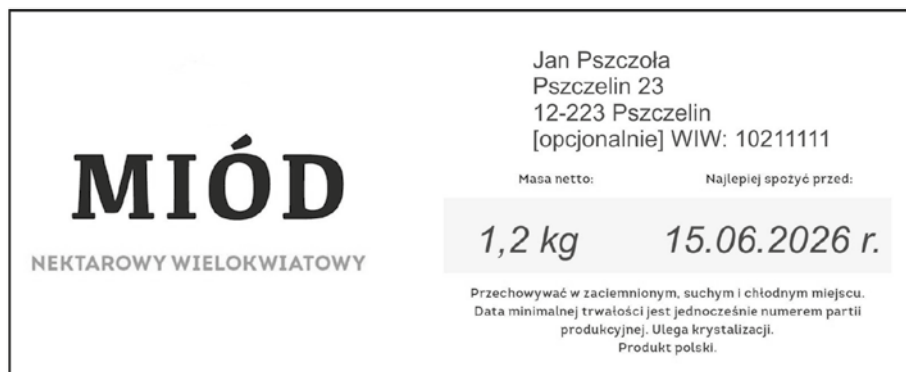 MIÓD
NEKTAROWY WIELOKWIATOWY
Jan Pszczoła
Pszczelin 23
12-223 Pszczelin
[opcjonalnie] WIW: 10211111
Masa netto: Najlepiej spożyć przed:
1,2 kg 15.06.2026 r.
Przechowywać w zaciemnionym, suchym i chłodnym miejscu.
Data minimalnej trwałości jest jednocześnie numerem partii
produkcyjnej. Ulega krystalizacji.
Produkt polski.